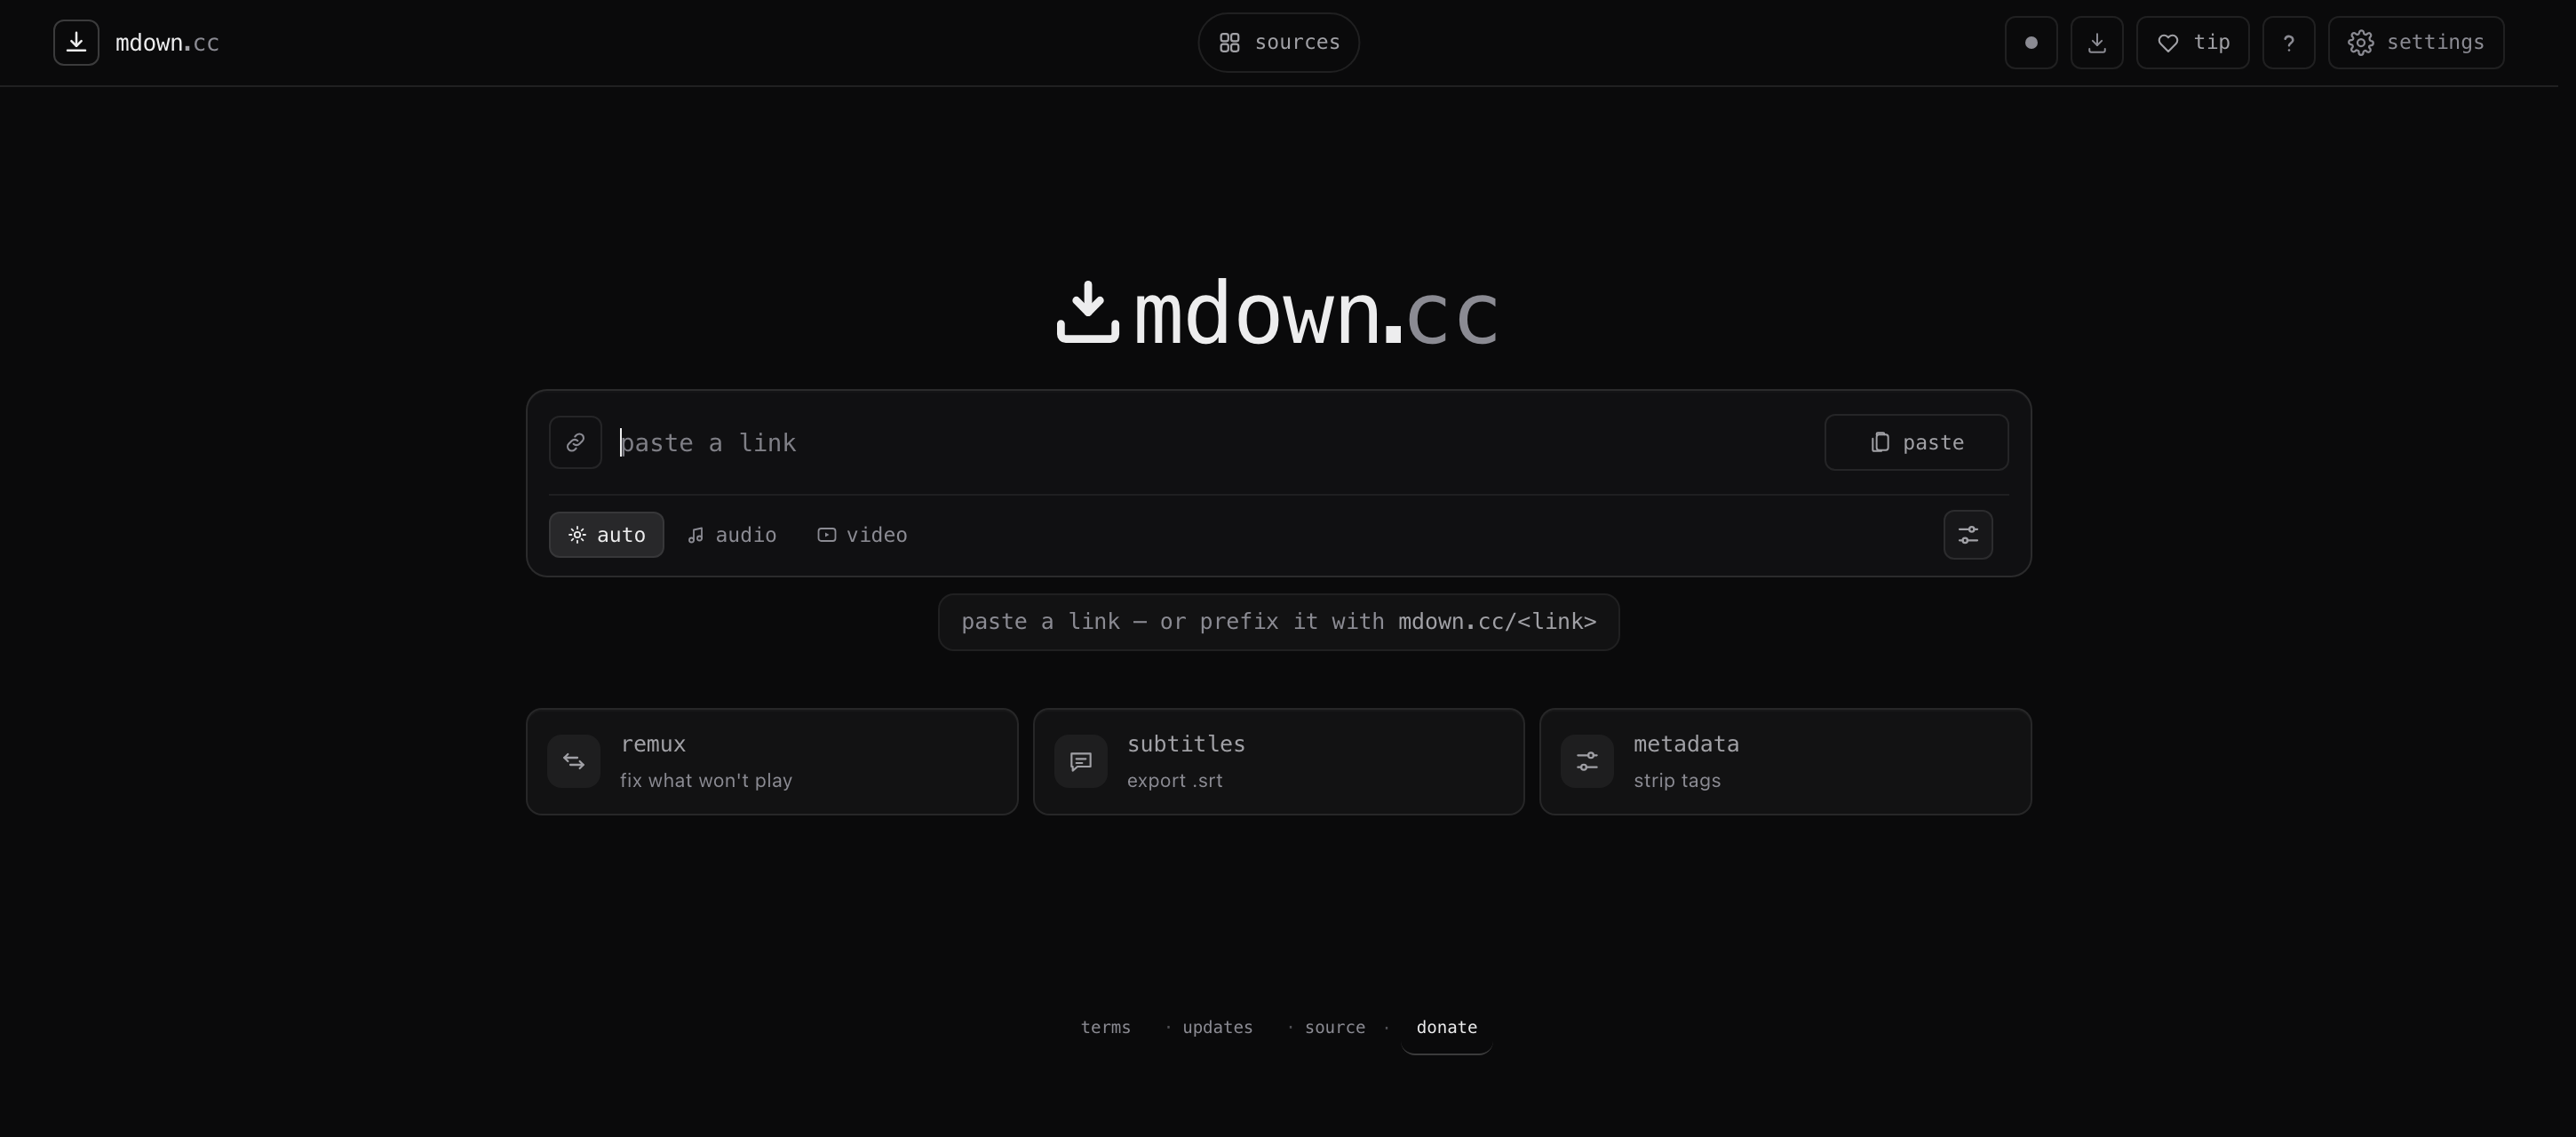 mdown.cc
sources
tip
?
settings
mdown.cc
paste a link
paste
auto
audio
video
paste a link — or prefix it with mdown.cc/<link>
remux
fix what won't play
subtitles
export .srt
metadata
strip tags
terms · updates · source · donate